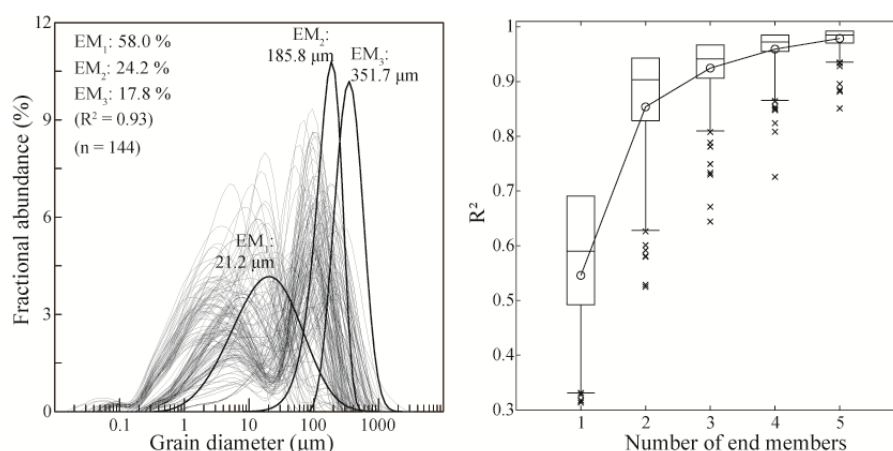 12
9
6
3
0
Fractional abundance (%)
EM₁: 58.0 %
EM₂: 24.2 %
EM₃: 17.8 %
(R² = 0.93)
(n = 144)
EM₂:
185.8 μm
EM₃:
351.7 μm
EM₁:
21.2 μm
0.1 1 10 100 1000
Grain diameter (μm)
1
0.9
0.8
0.7
0.6
0.5
0.4
0.3
R²
1 2 3 4 5
Number of end members